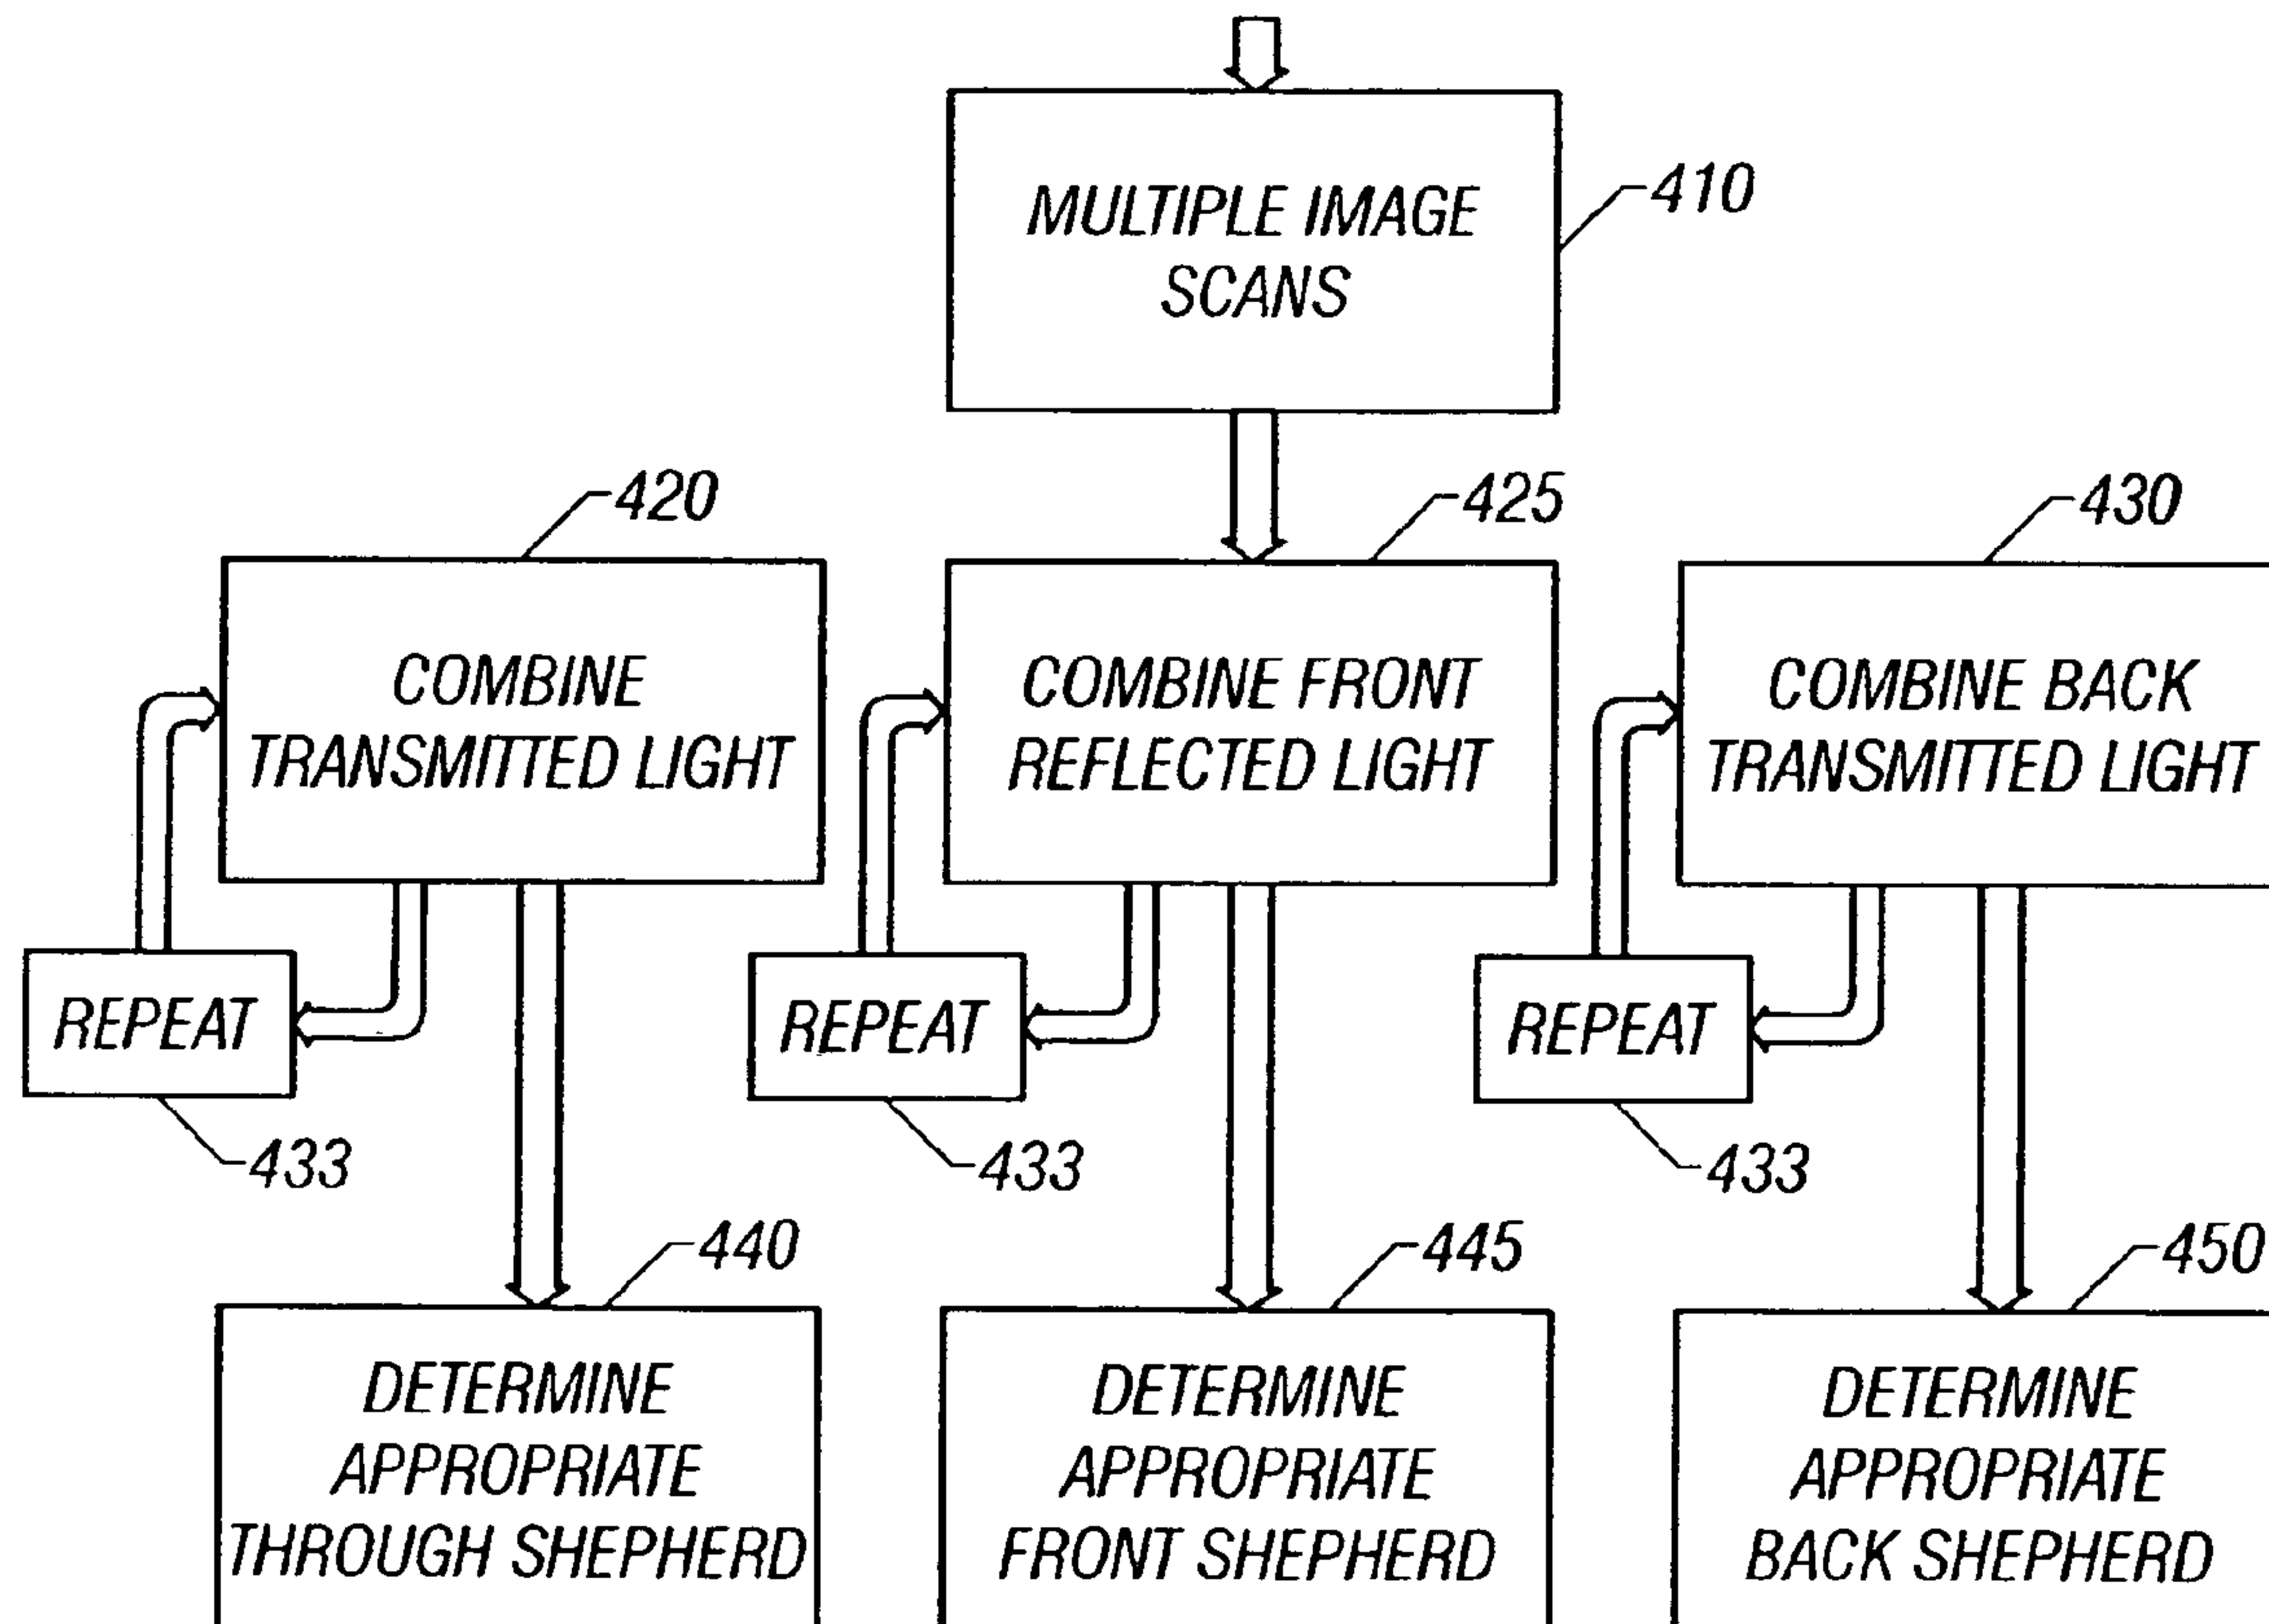 MULTIPLE IMAGE
SCANS
410
420
425
430
COMBINE
TRANSMITTED LIGHT
COMBINE FRONT
REFLECTED LIGHT
COMBINE BACK
TRANSMITTED LIGHT
REPEAT
REPEAT
REPEAT
433
433
433
440
445
450
DETERMINE
APPROPRIATE
THROUGH SHEPHERD
DETERMINE
APPROPRIATE
FRONT SHEPHERD
DETERMINE
APPROPRIATE
BACK SHEPHERD